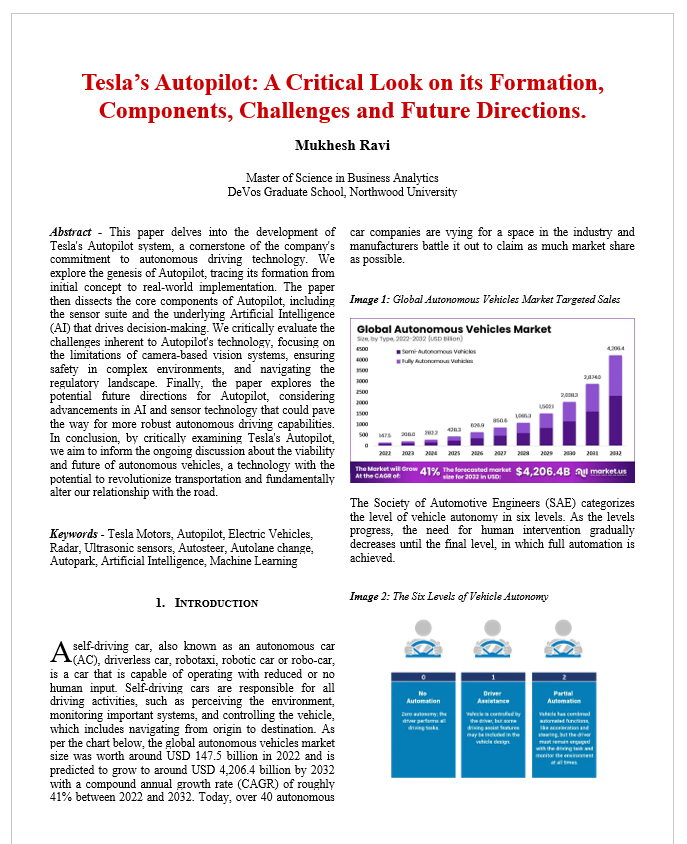 Tesla's Autopilot: A Critical Look on its Formation,
Components, Challenges and Future Directions.
Mukhesh Ravi
Master of Science in Business Analytics
DeVos Graduate School, Northwood University
Abstract - This paper delves into the development of
Tesla's Autopilot system, a cornerstone of the company's
commitment to autonomous driving technology. We
explore the genesis of Autopilot, tracing its formation from
initial concept to real-world implementation. The paper
then dissects the core components of Autopilot, including
the sensor suite and the underlying Artificial Intelligence
(AI) that drives decision-making. We critically evaluate the
challenges inherent to Autopilot's technology, focusing on
the limitations of camera-based vision systems, ensuring
safety in complex environments, and navigating the
regulatory landscape. Finally, the paper explores the
potential future directions for Autopilot, considering
advancements in AI and sensor technology that could pave
the way for more robust autonomous driving capabilities.
In conclusion, by critically examining Tesla's Autopilot,
we aim to inform the ongoing discussion about the viability
and future of autonomous vehicles, a technology with the
potential to revolutionize transportation and fundamentally
alter our relationship with the road.
Keywords - Tesla Motors, Autopilot, Electric Vehicles,
Radar, Ultrasonic sensors, Autosteer, Autolane change,
Autopark, Artificial Intelligence, Machine Learning
1. INTRODUCTION
A self-driving car, also known as an autonomous car
(AC), driverless car, robotaxi, robotic car or robo-car,
is a car that is capable of operating with reduced or no
human input. Self-driving cars are responsible for all
driving activities, such as perceiving the environment,
monitoring important systems, and controlling the vehicle,
which includes navigating from origin to destination. As
per the chart below, the global autonomous vehicles market
size was worth around USD 147.5 billion in 2022 and is
predicted to grow to around USD 4,206.4 billion by 2032
with a compound annual growth rate (CAGR) of roughly
41% between 2022 and 2032. Today, over 40 autonomous
car companies are vying for a space in the industry and
manufacturers battle it out to claim as much market share
as possible.
Image 1: Global Autonomous Vehicles Market Targeted Sales
Global Autonomous Vehicles Market
Size, by Type, 2022-2032 (USD Billion)
Semi-Autonomous Vehicles
Fully Autonomous Vehicles
4500
4000
3500
3000
2500
2000
1500
1000
500
0
147.5 208.0 292.2 428.3 626.9 850.8 1,065.3 1,502.1 2,038.3 2,874.0 4,206.4
2022 2023 2024 2025 2026 2027 2028 2029 2030 2031 2032
The Market will Grow
At the CAGR of:
41%
The forecasted market
size for 2032 in USD:
$4,206.4B
market.us
The Society of Automotive Engineers (SAE) categorizes
the level of vehicle autonomy in six levels. As the levels
progress, the need for human intervention gradually
decreases until the final level, in which full automation is
achieved.
Image 2: The Six Levels of Vehicle Autonomy
0
No
Automation
Zero autonomy; the
driver performs all
driving tasks.
1
Driver
Assistance
Vehicle is controlled by
the driver, but some
driving assist features
may be included in the
vehicle design.
2
Partial
Automation
Vehicle has combined
automated functions,
like acceleration and
steering, but the driver
must remain engaged
with the driving task and
monitor the environment
at all times.